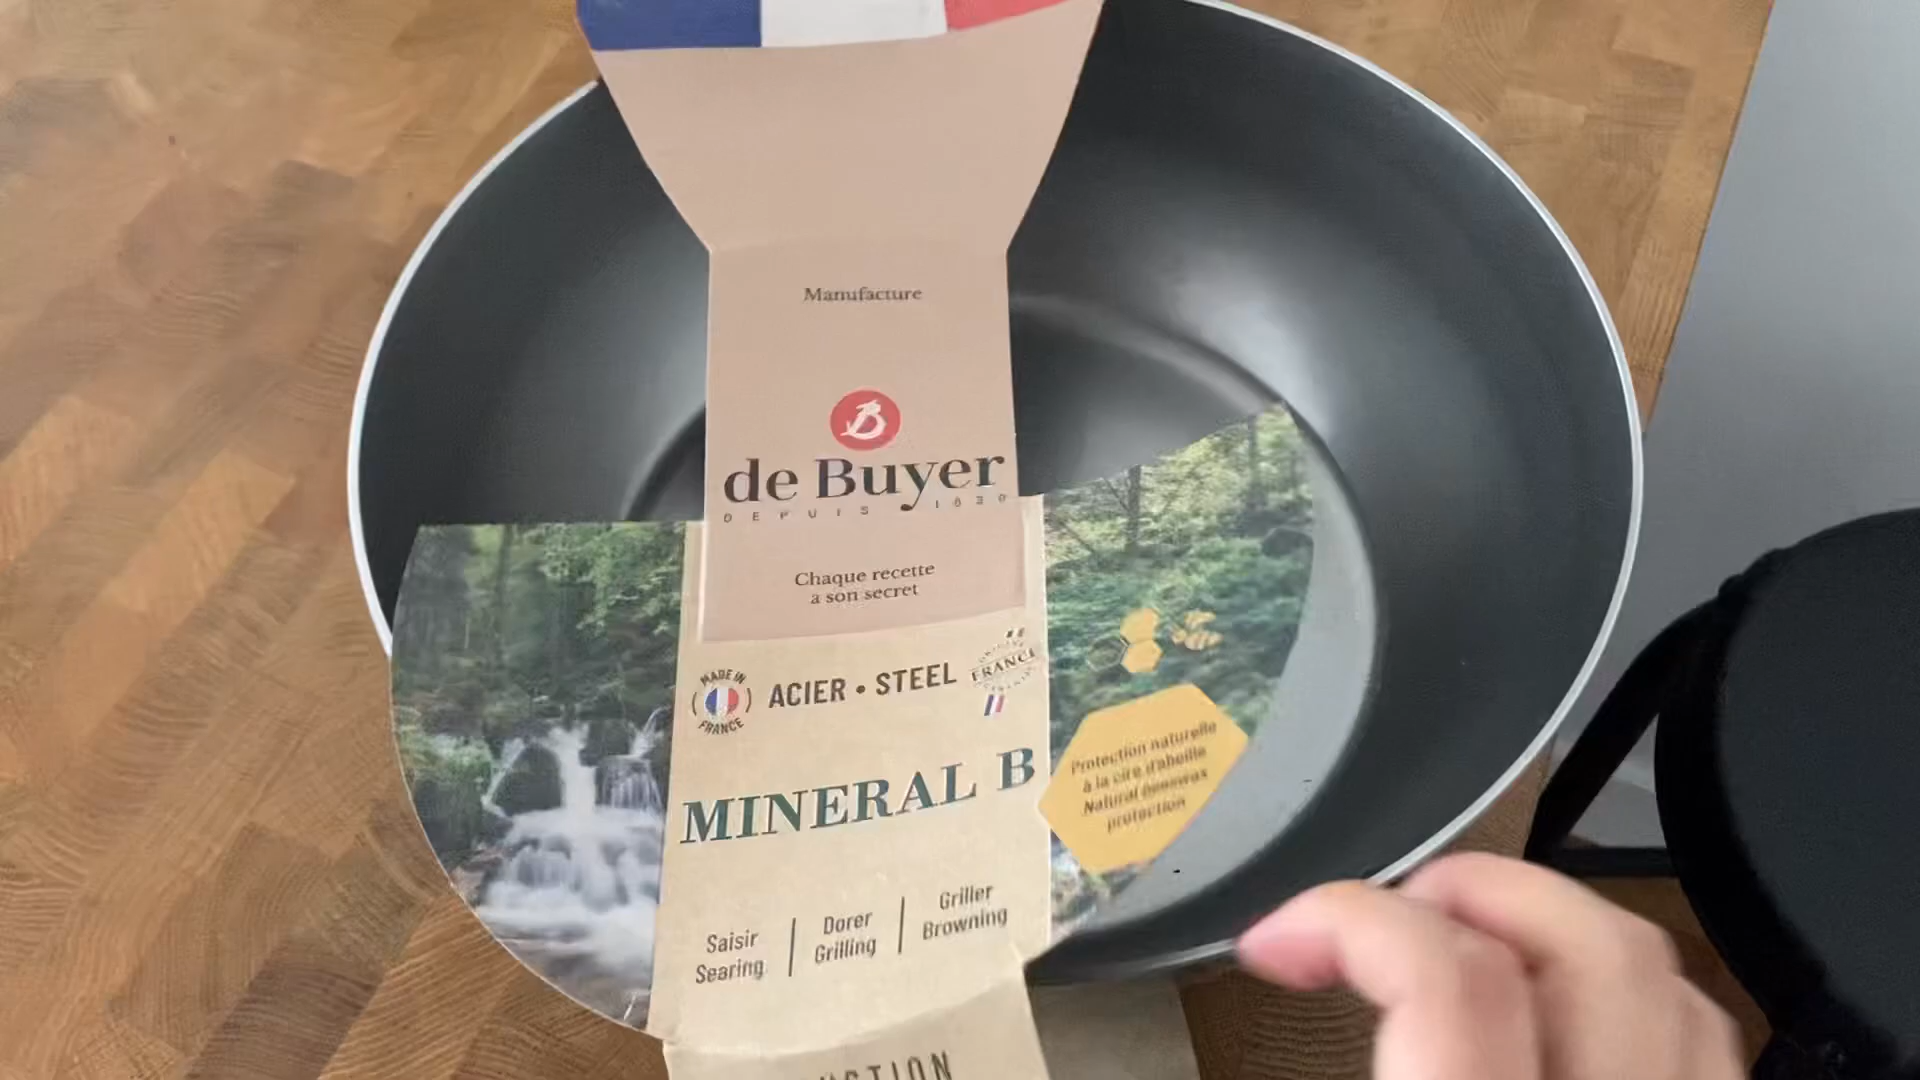 Manufacture
B
de Buyer
DEPUIS 1830
Chaque recette
a son secret
MADE IN
FRANCE
ACIER • STEEL
FRANCE
MINERAL B
Protection naturelle
à la cire d'abeille
Natural Beeswax
protection
Saisir
Searing
Dorer
Grilling
Griller
Browning